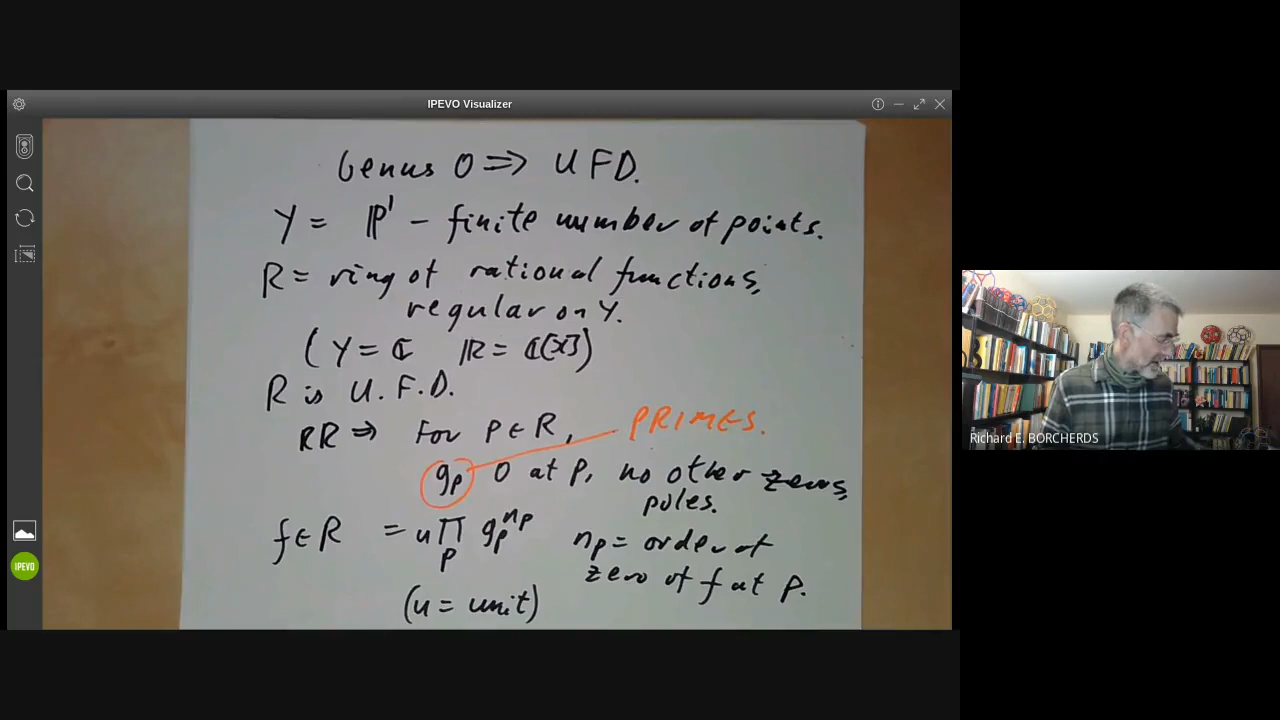 IPEVO Visualizer
Genus 0 ⇒ UFD.
Y = ℙ¹ - finite number of points.
R = ring of rational functions,
regular on Y.
(Y = ℂ R = ℂ[x])
R is U.F.D.
RR ⇒ For P ∈ R, PRIMES.
g_P 0 at P, no other zeros,
poles.
f ∈ R = u ∏_P g_P^{n_P} n_P = order of
zero of f at P.
(u = unit)
Richard E. BORCHERDS
IPEVO